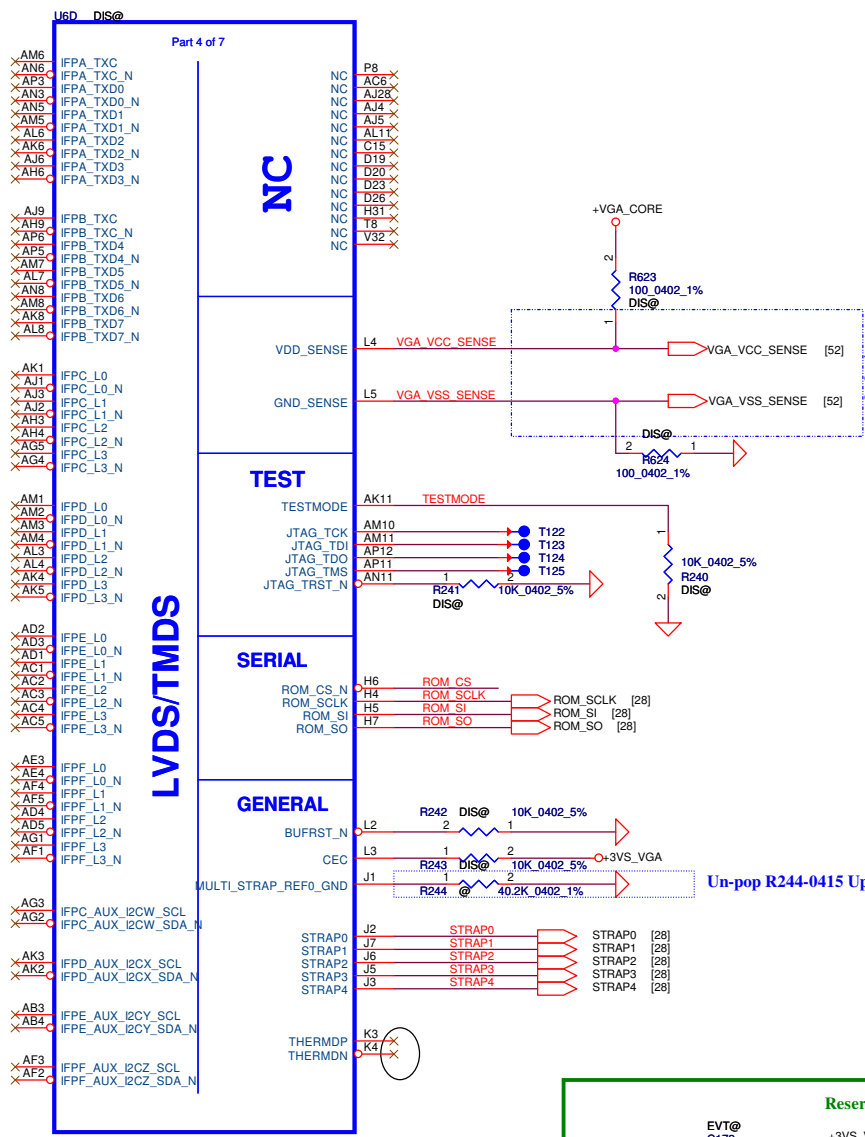 U6D DIS@
Part 4 of 7
AM6 IFPA_TXC
AN6 IFPA_TXC_N
AP3 IFPA_TXD0
AN3 IFPA_TXD0_N
AN5 IFPA_TXD1
AM5 IFPA_TXD1_N
AL6 IFPA_TXD2
AK6 IFPA_TXD2_N
AJ6 IFPA_TXD3
AH6 IFPA_TXD3_N
AJ9 IFPB_TXC
AH9 IFPB_TXC_N
AP6 IFPB_TXD4
AP5 IFPB_TXD4_N
AM7 IFPB_TXD5
AL7 IFPB_TXD5_N
AN8 IFPB_TXD6
AM8 IFPB_TXD6_N
AK8 IFPB_TXD7
AL8 IFPB_TXD7_N
AK1 IFPC_L0
AJ1 IFPC_L0_N
AJ3 IFPC_L1
AJ2 IFPC_L1_N
AH3 IFPC_L2
AH4 IFPC_L2_N
AG5 IFPC_L3
AG4 IFPC_L3_N
AM1 IFPD_L0
AM2 IFPD_L0_N
AM3 IFPD_L1
AM4 IFPD_L1_N
AL3 IFPD_L2
AL4 IFPD_L2_N
AK4 IFPD_L3
AK5 IFPD_L3_N
AD2 IFPE_L0
AD3 IFPE_L0_N
AD1 IFPE_L1
AC1 IFPE_L1_N
AC2 IFPE_L2
AC3 IFPE_L2_N
AC4 IFPE_L3
AC5 IFPE_L3_N
AE3 IFPF_L0
AE4 IFPF_L0_N
AF4 IFPF_L1
AF5 IFPF_L1_N
AD4 IFPF_L2
AD5 IFPF_L2_N
AG1 IFPF_L3
AF1 IFPF_L3_N
AG3 IFPC_AUX_I2CW_SCL
AG2 IFPC_AUX_I2CW_SDA_N
AK3 IFPD_AUX_I2CX_SCL
AK2 IFPD_AUX_I2CX_SDA_N
AB3 IFPE_AUX_I2CY_SCL
AB4 IFPE_AUX_I2CY_SDA_N
AF3 IFPF_AUX_I2CZ_SCL
AF2 IFPF_AUX_I2CZ_SDA_N
LVDS/TMDS
NC
NC P8
NC AC6
NC AJ28
NC AJ4
NC AJ5
NC AL11
NC C15
NC D19
NC D20
NC D23
NC D26
NC H31
NC T8
NC V32
+VGA_CORE
2
R623
100_0402_1%
DIS@
1
VDD_SENSE L4 VGA_VCC_SENSE VGA_VCC_SENSE [52]
GND_SENSE L5 VGA_VSS_SENSE VGA_VSS_SENSE [52]
DIS@
2 1
R624
100_0402_1%
TEST
TESTMODE AK11 TESTMODE
JTAG_TCK AM10 T122
JTAG_TDI AM11 T123
JTAG_TDO AP12 T124
JTAG_TMS AP11 T125
JTAG_TRST_N AN11 1 2
R241 10K_0402_5%
DIS@
1
10K_0402_5%
R240
DIS@
2
SERIAL
ROM_CS_N H6 ROM_CS
ROM_SCLK H4 ROM_SCLK ROM_SCLK [28]
ROM_SI H5 ROM_SI ROM_SI [28]
ROM_SO H7 ROM_SO ROM_SO [28]
GENERAL
R242 DIS@ 10K_0402_5%
BUFRST_N L2 2 1
CEC L3 1 2 +3VS_VGA
R243 DIS@ 10K_0402_5%
MULTI_STRAP_REF0_GND J1 1 2
R244 @ 40.2K_0402_1%
Un-pop R244-0415 Up
STRAP0 J2 STRAP0 STRAP0 [28]
STRAP1 J7 STRAP1 STRAP1 [28]
STRAP2 J6 STRAP2 STRAP2 [28]
STRAP3 J5 STRAP3 STRAP3 [28]
STRAP4 J3 STRAP4 STRAP4 [28]
THERMDP K3
THERMDN K4
Reser
EVT@